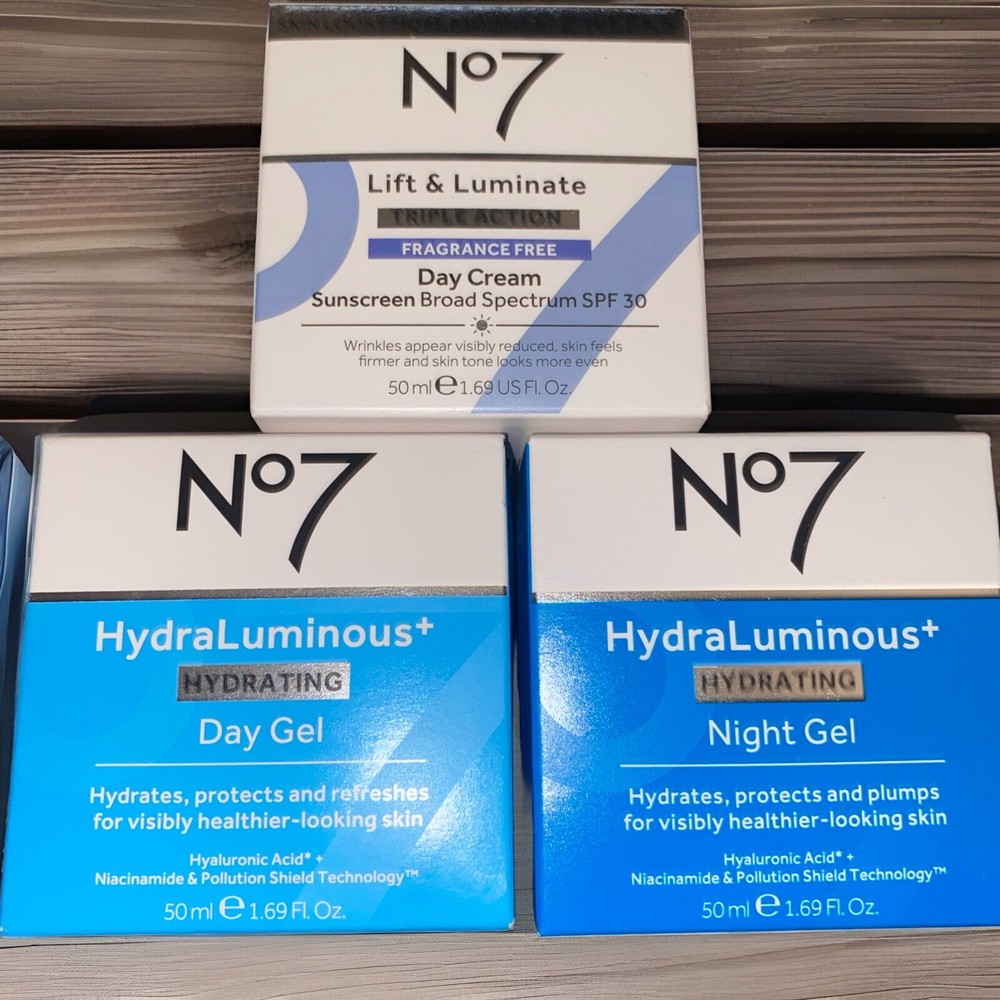 No7
Lift & Luminate
TRIPLE ACTION
FRAGRANCE FREE
Day Cream
Sunscreen Broad Spectrum SPF 30
Wrinkles appear visibly reduced, skin feels
firmer and skin tone looks more even
50 ml e 1.69 US Fl. Oz.
No7
HydraLuminous+
HYDRATING
Day Gel
Hydrates, protects and refreshes
for visibly healthier-looking skin
Hyaluronic Acid* +
Niacinamide & Pollution Shield Technology™
50 ml e 1.69 Fl. Oz.
No7
HydraLuminous+
HYDRATING
Night Gel
Hydrates, protects and plumps
for visibly healthier-looking skin
Hyaluronic Acid* +
Niacinamide & Pollution Shield Technology™
50 ml e 1.69 Fl. Oz.